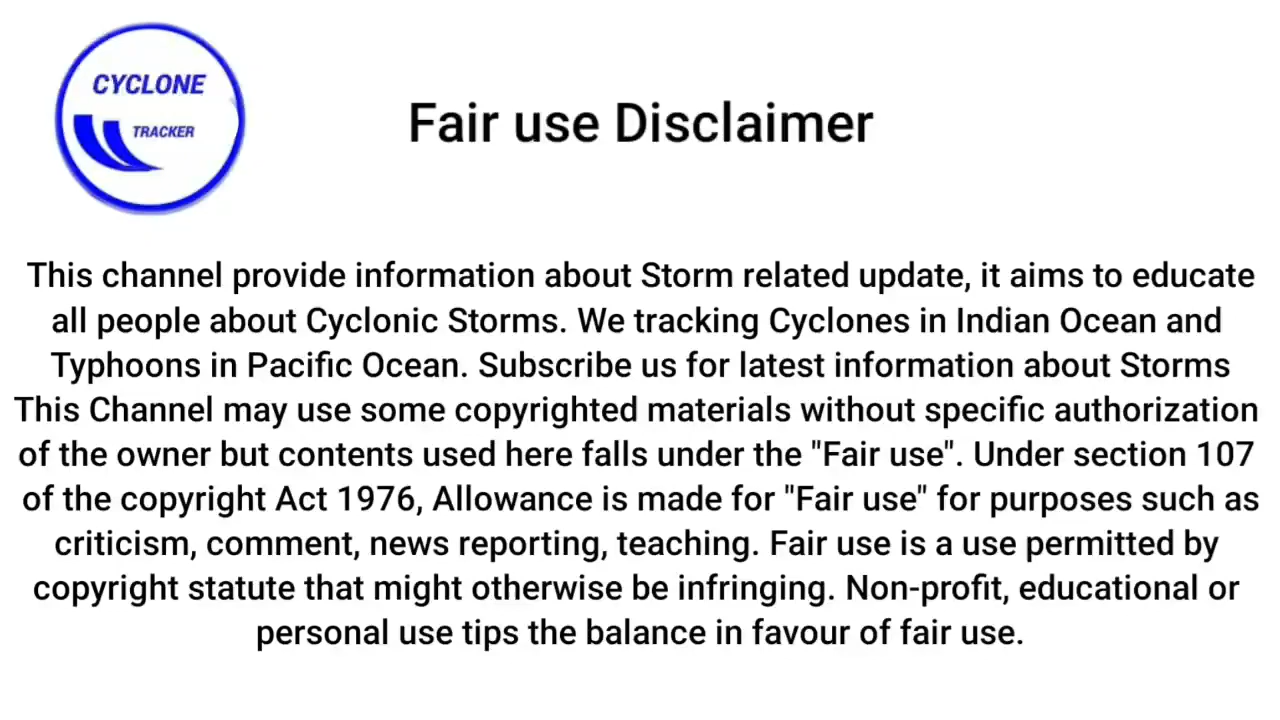 CYCLONE
TRACKER
Fair use Disclaimer
This channel provide information about Storm related update, it aims to educate
all people about Cyclonic Storms. We tracking Cyclones in Indian Ocean and
Typhoons in Pacific Ocean. Subscribe us for latest information about Storms
This Channel may use some copyrighted materials without specific authorization
of the owner but contents used here falls under the "Fair use". Under section 107
of the copyright Act 1976, Allowance is made for "Fair use" for purposes such as
criticism, comment, news reporting, teaching. Fair use is a use permitted by
copyright statute that might otherwise be infringing. Non-profit, educational or
personal use tips the balance in favour of fair use.